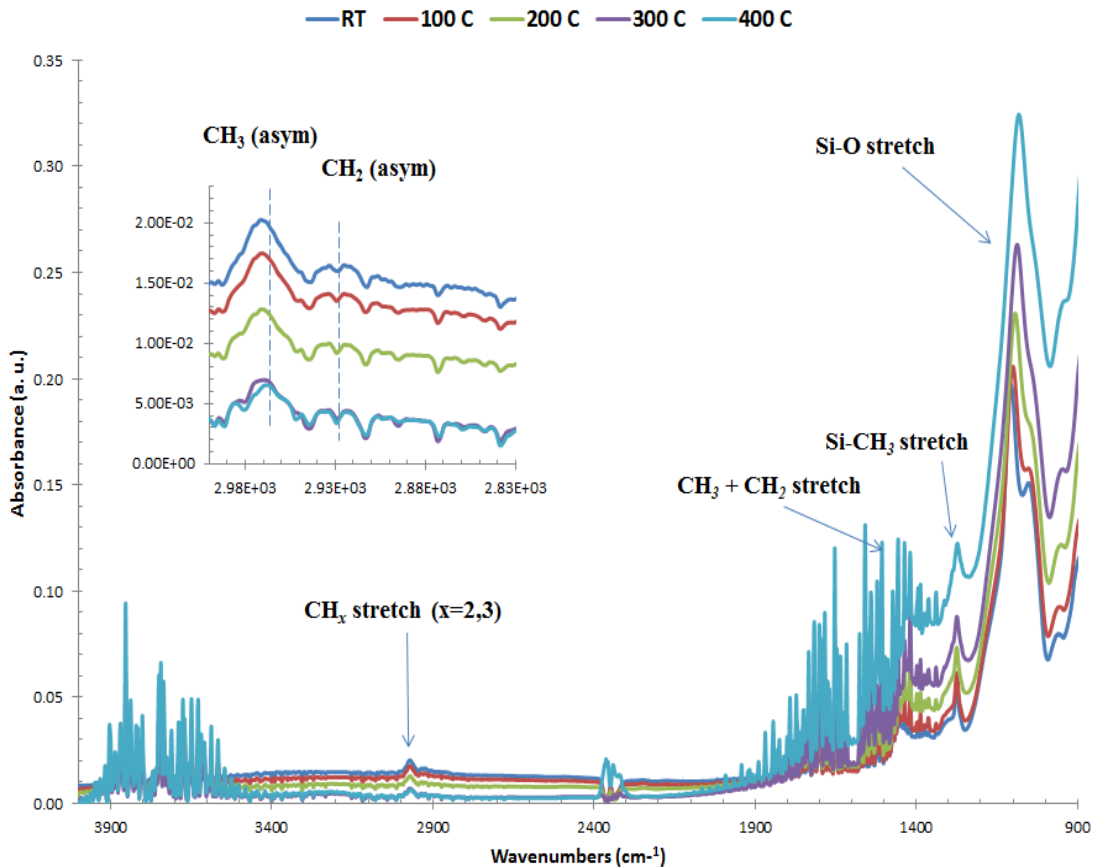 RT 100 C 200 C 300 C 400 C
0.35
0.30
0.25
0.20
0.15
0.10
0.05
0.00
Absorbance (a. u.)
CH3 (asym)
CH2 (asym)
2.00E-02
1.50E-02
1.00E-02
5.00E-03
0.00E+00
2.98E+03 2.93E+03 2.88E+03 2.83E+03
Si-O stretch
Si-CH3 stretch
CH3 + CH2 stretch
CHx stretch (x=2,3)
3900 3400 2900 2400 1900 1400 900
Wavenumbers (cm-1)